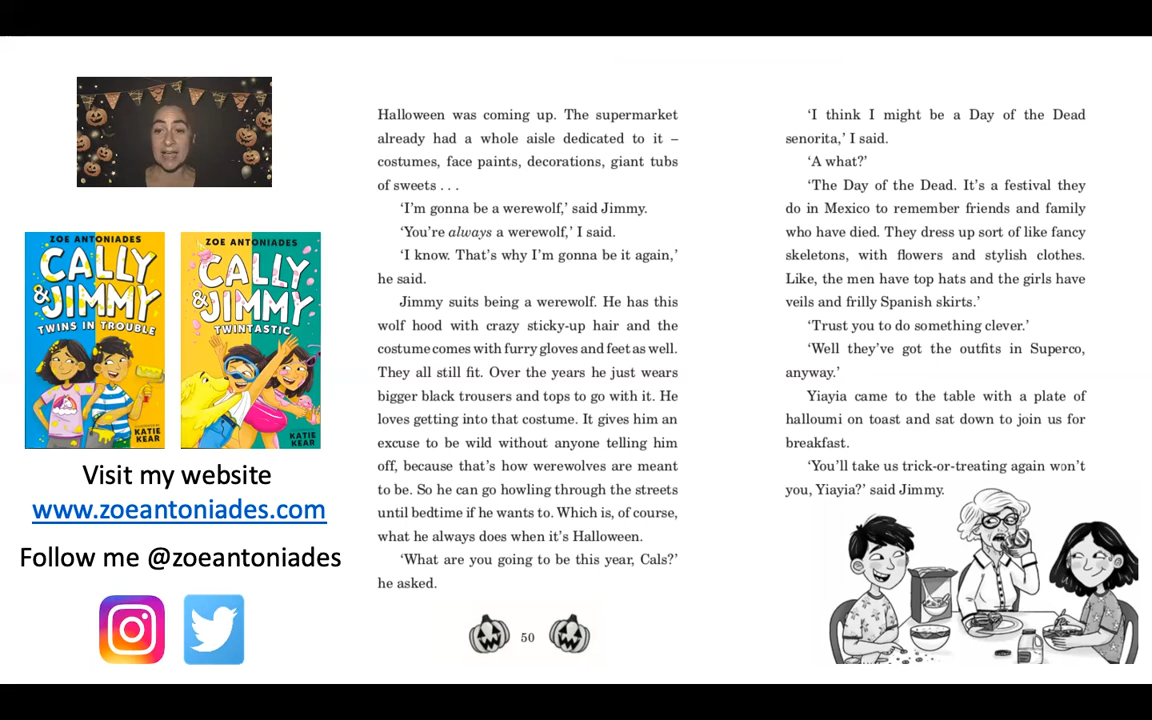 ZOE ANTONIADES
CALLY
& JIMMY
TWINS IN TROUBLE
ILLUSTRATED BY
KATIE
KEAR
ZOE ANTONIADES
CALLY
& JIMMY
TWINTASTIC
ILLUSTRATED BY
KATIE
KEAR
Visit my website
www.zoeantoniades.com
Follow me @zoeantoniades
Halloween was coming up. The supermarket
already had a whole aisle dedicated to it –
costumes, face paints, decorations, giant tubs
of sweets . . .
‘I’m gonna be a werewolf,’ said Jimmy.
‘You’re always a werewolf,’ I said.
‘I know. That’s why I’m gonna be it again,’
he said.
Jimmy suits being a werewolf. He has this
wolf hood with crazy sticky-up hair and the
costume comes with furry gloves and feet as well.
They all still fit. Over the years he just wears
bigger black trousers and tops to go with it. He
loves getting into that costume. It gives him an
excuse to be wild without anyone telling him
off, because that’s how werewolves are meant
to be. So he can go howling through the streets
until bedtime if he wants to. Which is, of course,
what he always does when it’s Halloween.
‘What are you going to be this year, Cals?’
he asked.
50
‘I think I might be a Day of the Dead
senorita,’ I said.
‘A what?’
‘The Day of the Dead. It’s a festival they
do in Mexico to remember friends and family
who have died. They dress up sort of like fancy
skeletons, with flowers and stylish clothes.
Like, the men have top hats and the girls have
veils and frilly Spanish skirts.’
‘Trust you to do something clever.’
‘Well they’ve got the outfits in Superco,
anyway.’
Yiayia came to the table with a plate of
halloumi on toast and sat down to join us for
breakfast.
‘You’ll take us trick-or-treating again won’t
you, Yiayia?’ said Jimmy.